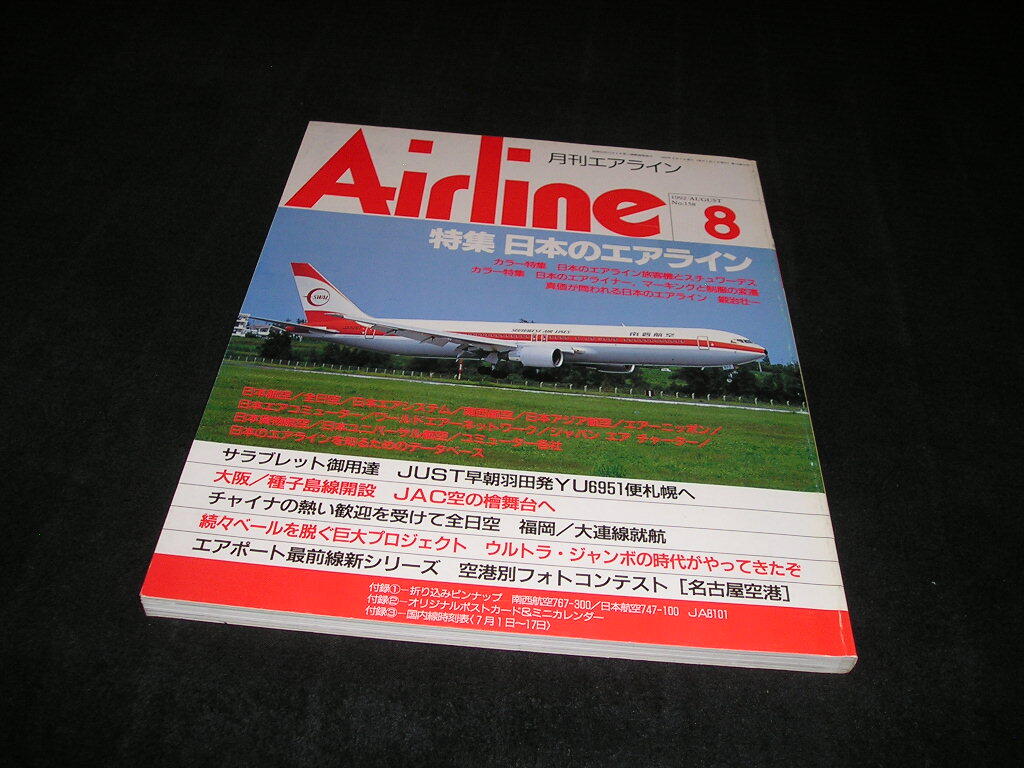 月刊エアライン
Airline
1992/AUGUST
No.158
8
特集 日本のエアライン
カラー特集 日本のエアライン旅客機とスチュワーデス
カラー特集 日本のエアライナー、マーキングと制服の変遷
真価が問われる日本のエアライン 鍛治壮一
SWAL
SOUTHWEST AIR LINES
南西航空
日本航空/全日空/日本エアシステム/南西航空/日本アジア航空/エアーニッポン/
日本エアコミューター/ワールドエアーネットワーク/ジャパン エア チャーター/
日本貨物航空/日本ユニバーサル航空/コミューター各社
日本のエアラインを知るためのデータベース
サラブレット御用達 JUST早朝羽田発YU6951便札幌へ
大阪/種子島線開設 JAC空の檜舞台へ
チャイナの熱い歓迎を受けて全日空 福岡/大連線就航
続々ベールを脱ぐ巨大プロジェクト ウルトラ・ジャンボの時代がやってきたぞ
エアポート最前線新シリーズ 空港別フォトコンテスト[名古屋空港]
付録①−折り込みピンナップ 南西航空767-300/日本航空747-100 JA8101
付録②−オリジナルポストカード&ミニカレンダー
付録③−国内線時刻表〈7月1日〜17日〉